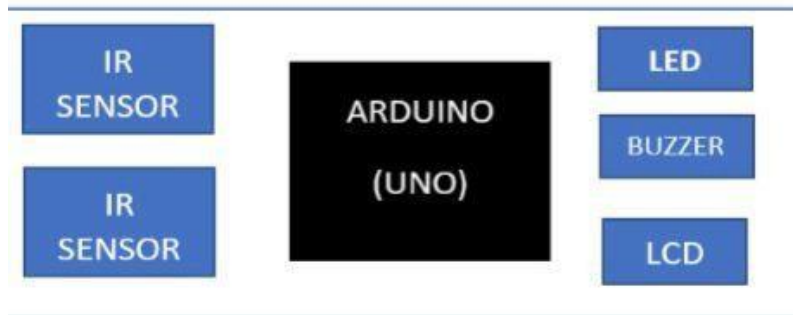 IR
SENSOR
IR
SENSOR
ARDUINO
(UNO)
LED
BUZZER
LCD